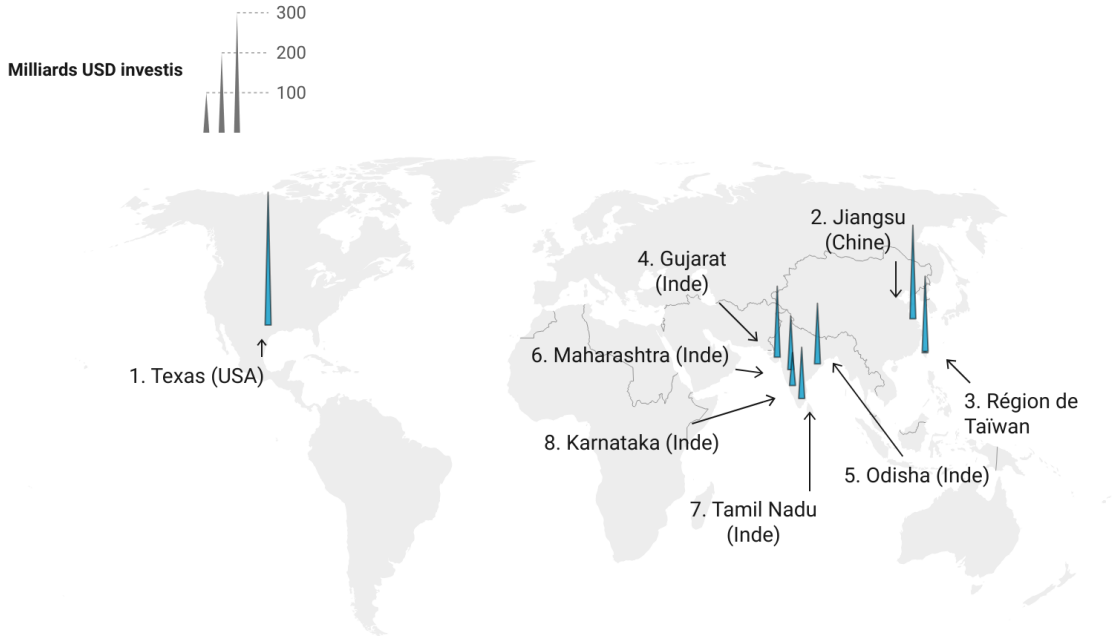 300
200
Milliards USD investis
100
2. Jiangsu
(Chine)
4. Gujarat
(Inde)
6. Maharashtra (Inde)
1. Texas (USA)
3. Région de
Taïwan
8. Karnataka (Inde)
5. Odisha (Inde)
7. Tamil Nadu
(Inde)